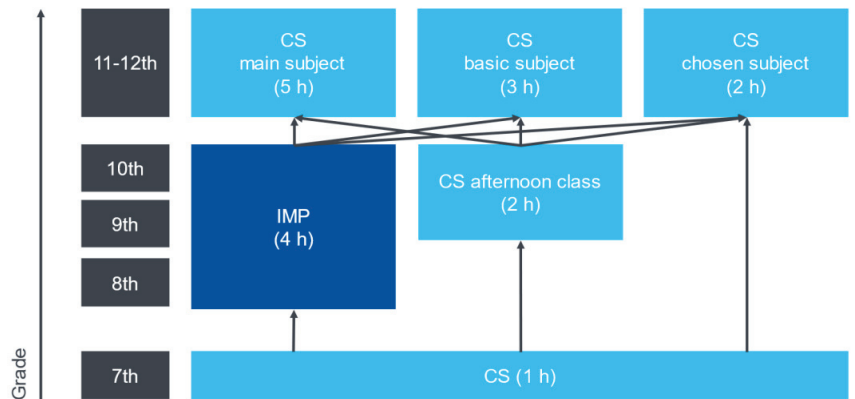 11-12th
CS
main subject
(5 h)
CS
basic subject
(3 h)
CS
chosen subject
(2 h)
10th
9th
8th
IMP
(4 h)
CS afternoon class
(2 h)
7th
CS (1 h)
Grade